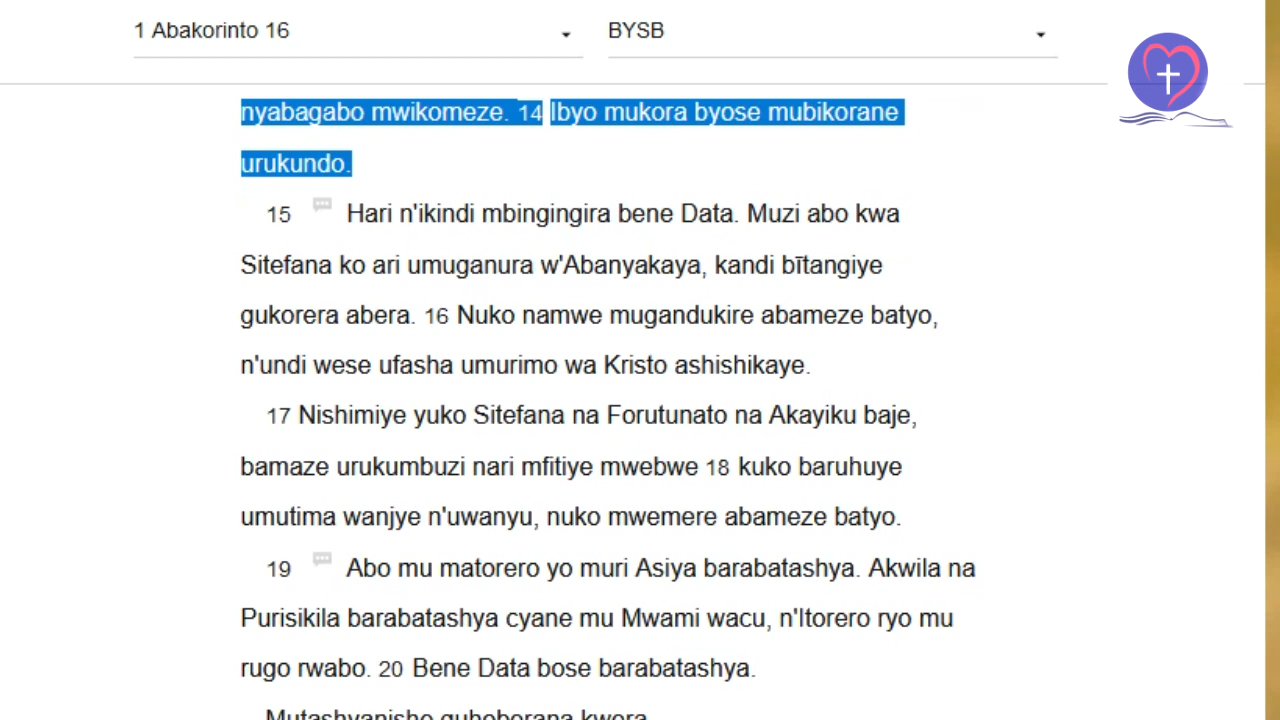 1 Abakorinto 16
BYSB
nyabagabo mwikomeze. 14 Ibyo mukora byose mubikorane
urukundo.
15 Hari n'ikindi mbingingira bene Data. Muzi abo kwa
Sitefana ko ari umuganura w'Abanyakaya, kandi bītangiye
gukorera abera. 16 Nuko namwe mugandukire abameze batyo,
n'undi wese ufasha umurimo wa Kristo ashishikaye.
17 Nishimiye yuko Sitefana na Forutunato na Akayiku baje,
bamaze urukumbuzi nari mfitiye mwebwe 18 kuko baruhuye
umutima wanjye n'uwanyu, nuko mwemere abameze batyo.
19 Abo mu matorero yo muri Asiya barabatashya. Akwila na
Purisikila barabatashya cyane mu Mwami wacu, n'Itorero ryo mu
rugo rwabo. 20 Bene Data bose barabatashya.
Mutashyanisho guhoberana kwera